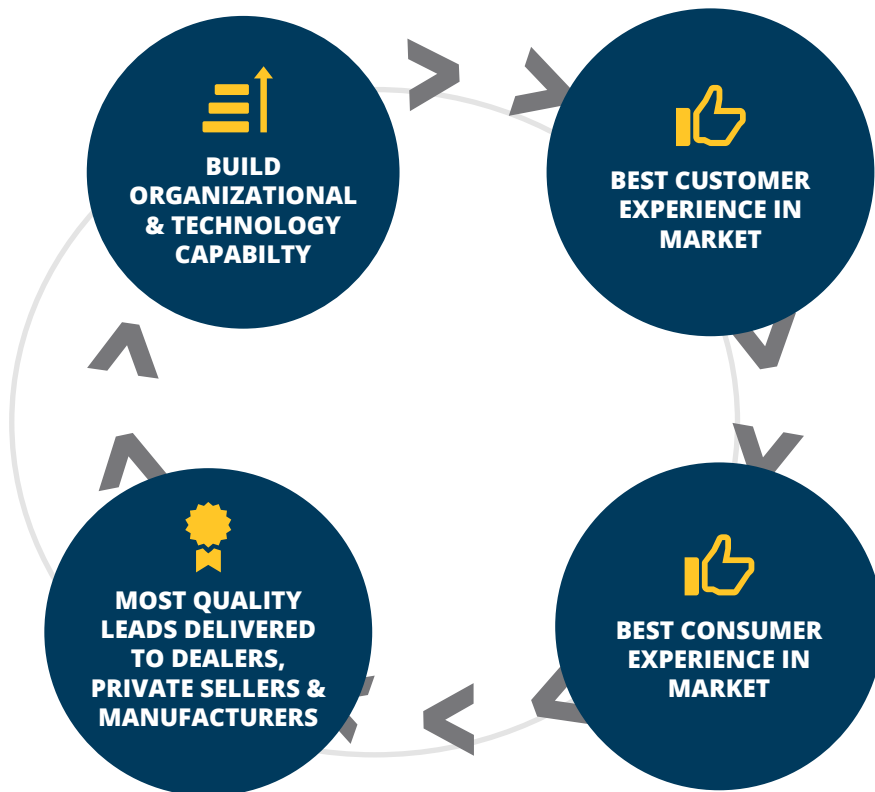 BUILD
ORGANIZATIONAL
& TECHNOLOGY
CAPABILTY
BEST CUSTOMER
EXPERIENCE IN
MARKET
BEST CONSUMER
EXPERIENCE IN
MARKET
MOST QUALITY
LEADS DELIVERED
TO DEALERS,
PRIVATE SELLERS &
MANUFACTURERS